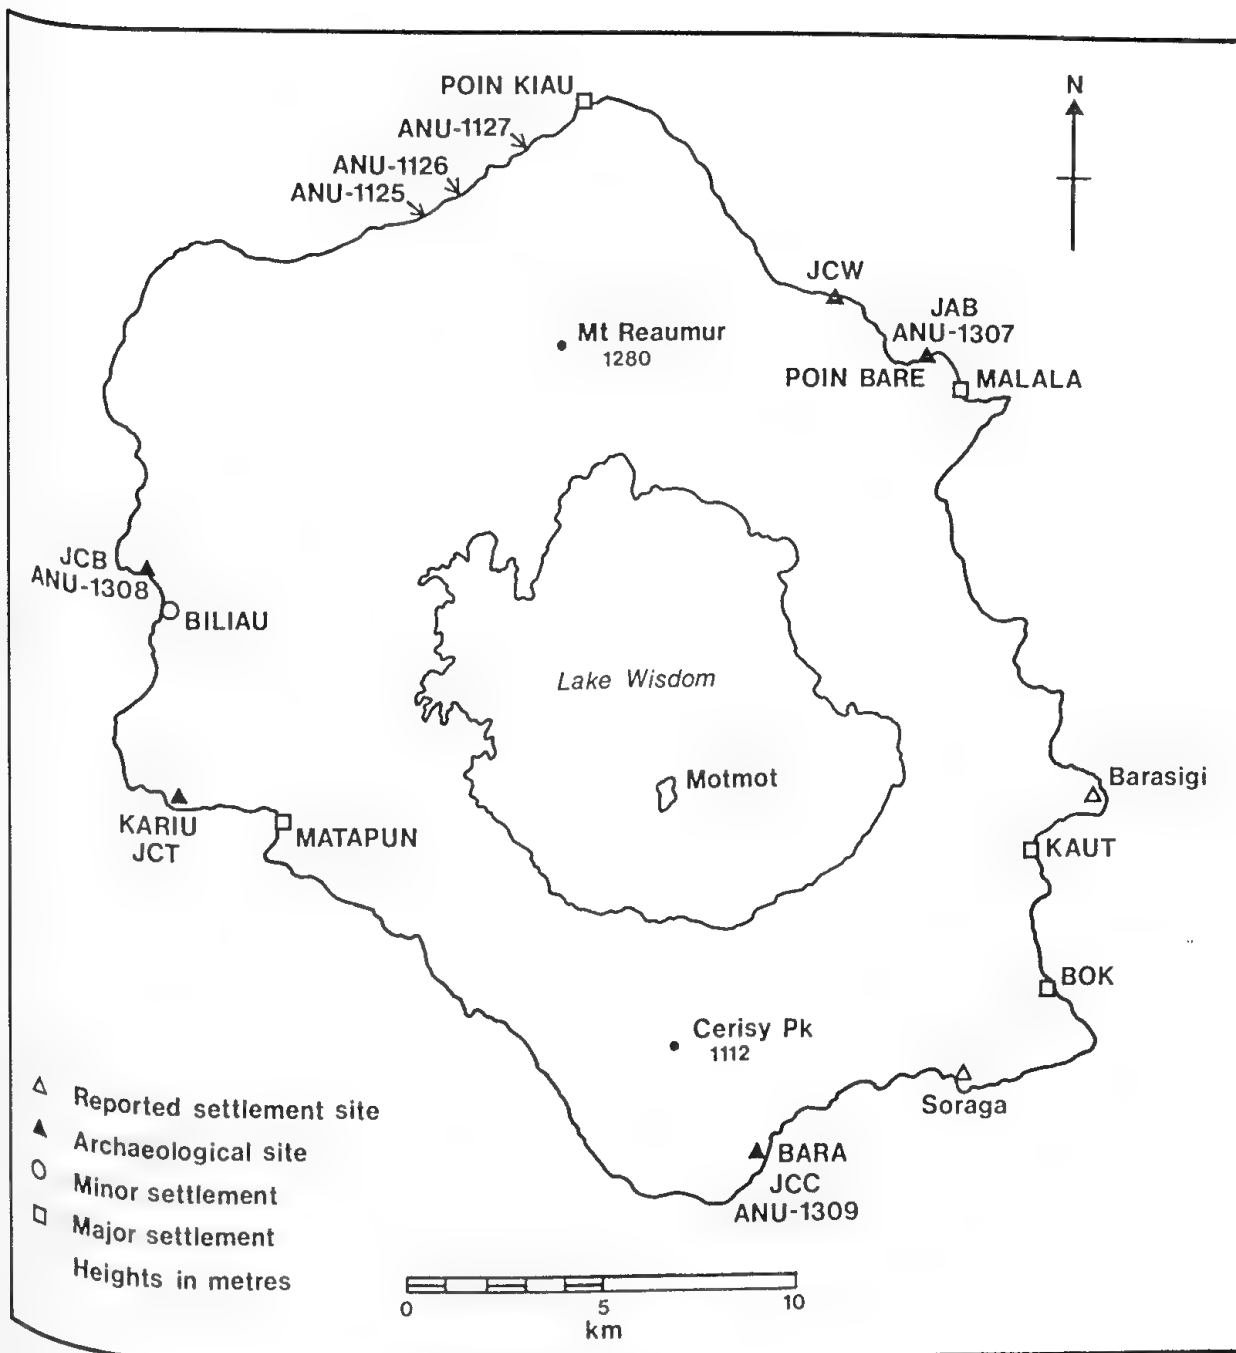 POIN KIAU
N
ANU-1127
ANU-1126
ANU-1125
JCW
JAB
ANU-1307
Mt Reaumur
1280
POIN BARE
MALALA
JCB
ANU-1308
BILIAU
Lake Wisdom
Motmot
Barasigi
KARIU
JCT
MATAPUN
KAUT
BOK
Cerisy Pk
1112
Soraga
BARA
JCC
ANU-1309
Reported settlement site
Archaeological site
Minor settlement
Major settlement
Heights in metres
0 5 10
km